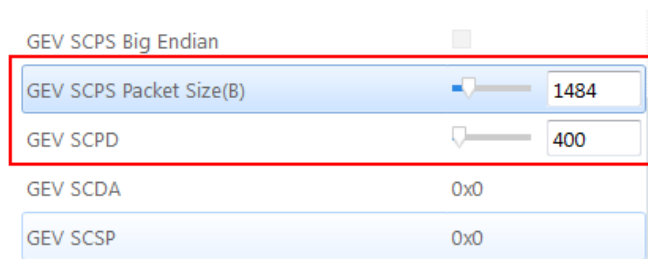 GEV SCPS Big Endian
GEV SCPS Packet Size(B) 1484
GEV SCPD 400
GEV SCDA 0x0
GEV SCSP 0x0